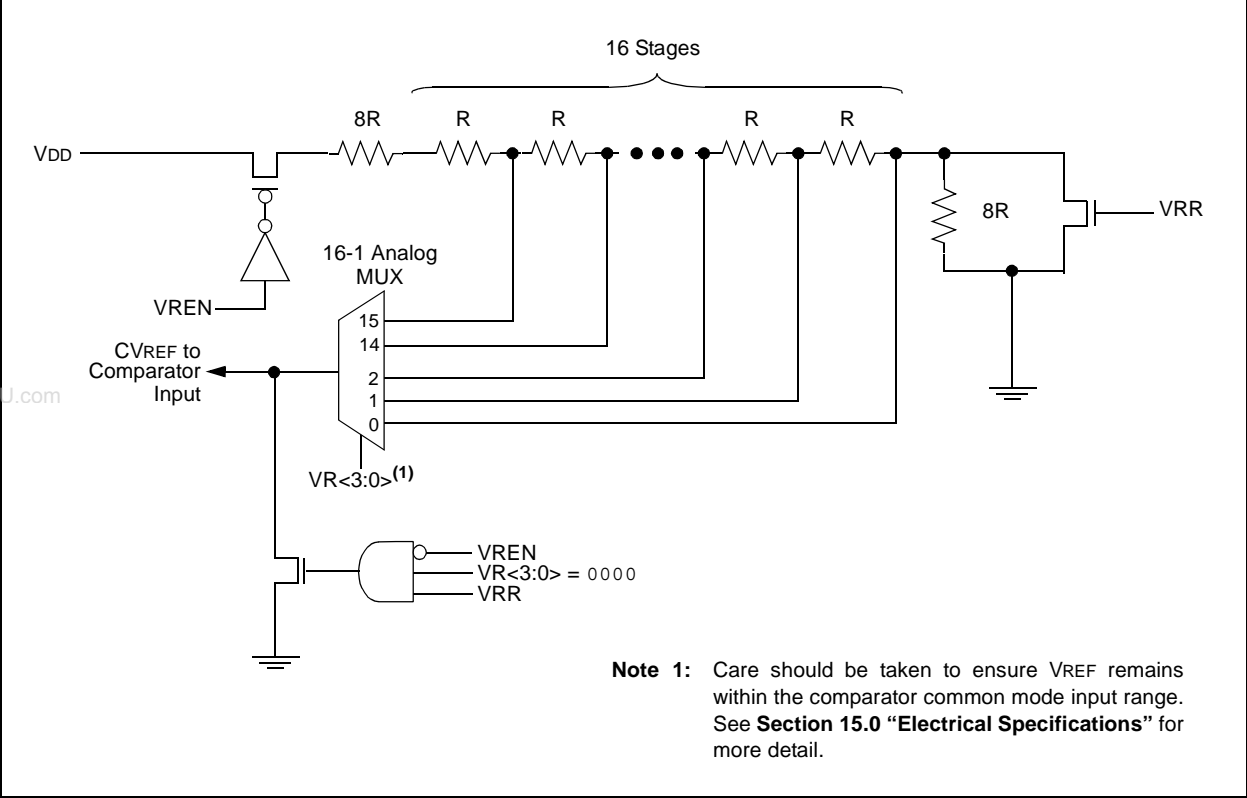 16 Stages
8R R R R R
VDD
8R
VRR
16-1 Analog
MUX
VREN
15
14
CVREF to
Comparator
Input
2
1
0
U.com
VR<3:0>(1)
VREN
VR<3:0> = 0000
VRR
Note 1: Care should be taken to ensure VREF remains
within the comparator common mode input range.
See Section 15.0 “Electrical Specifications” for
more detail.